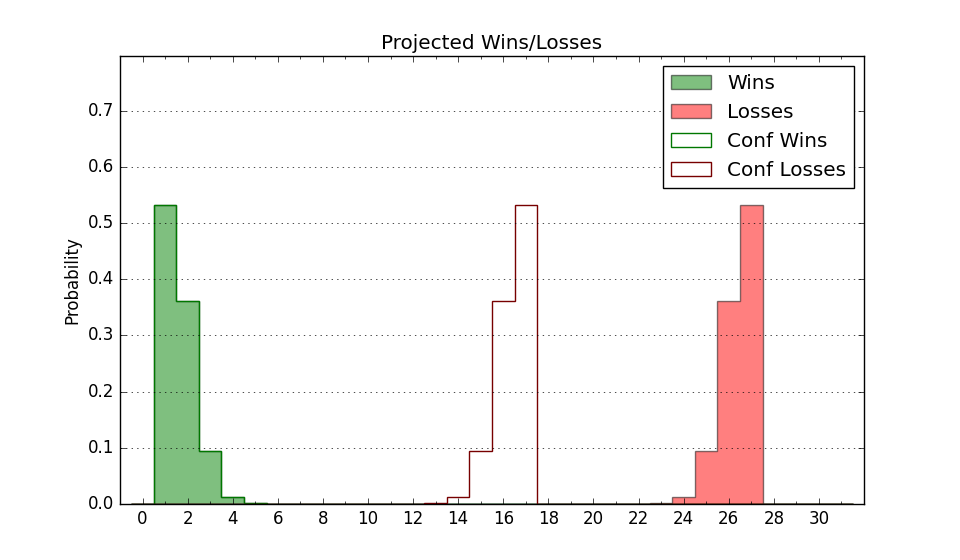 Projected Wins/Losses
Wins
Losses
Conf Wins
Conf Losses
Probability
0.7
0.6
0.5
0.4
0.3
0.2
0.1
0.0
0 2 4 6 8 10 12 14 16 18 20 22 24 26 28 30